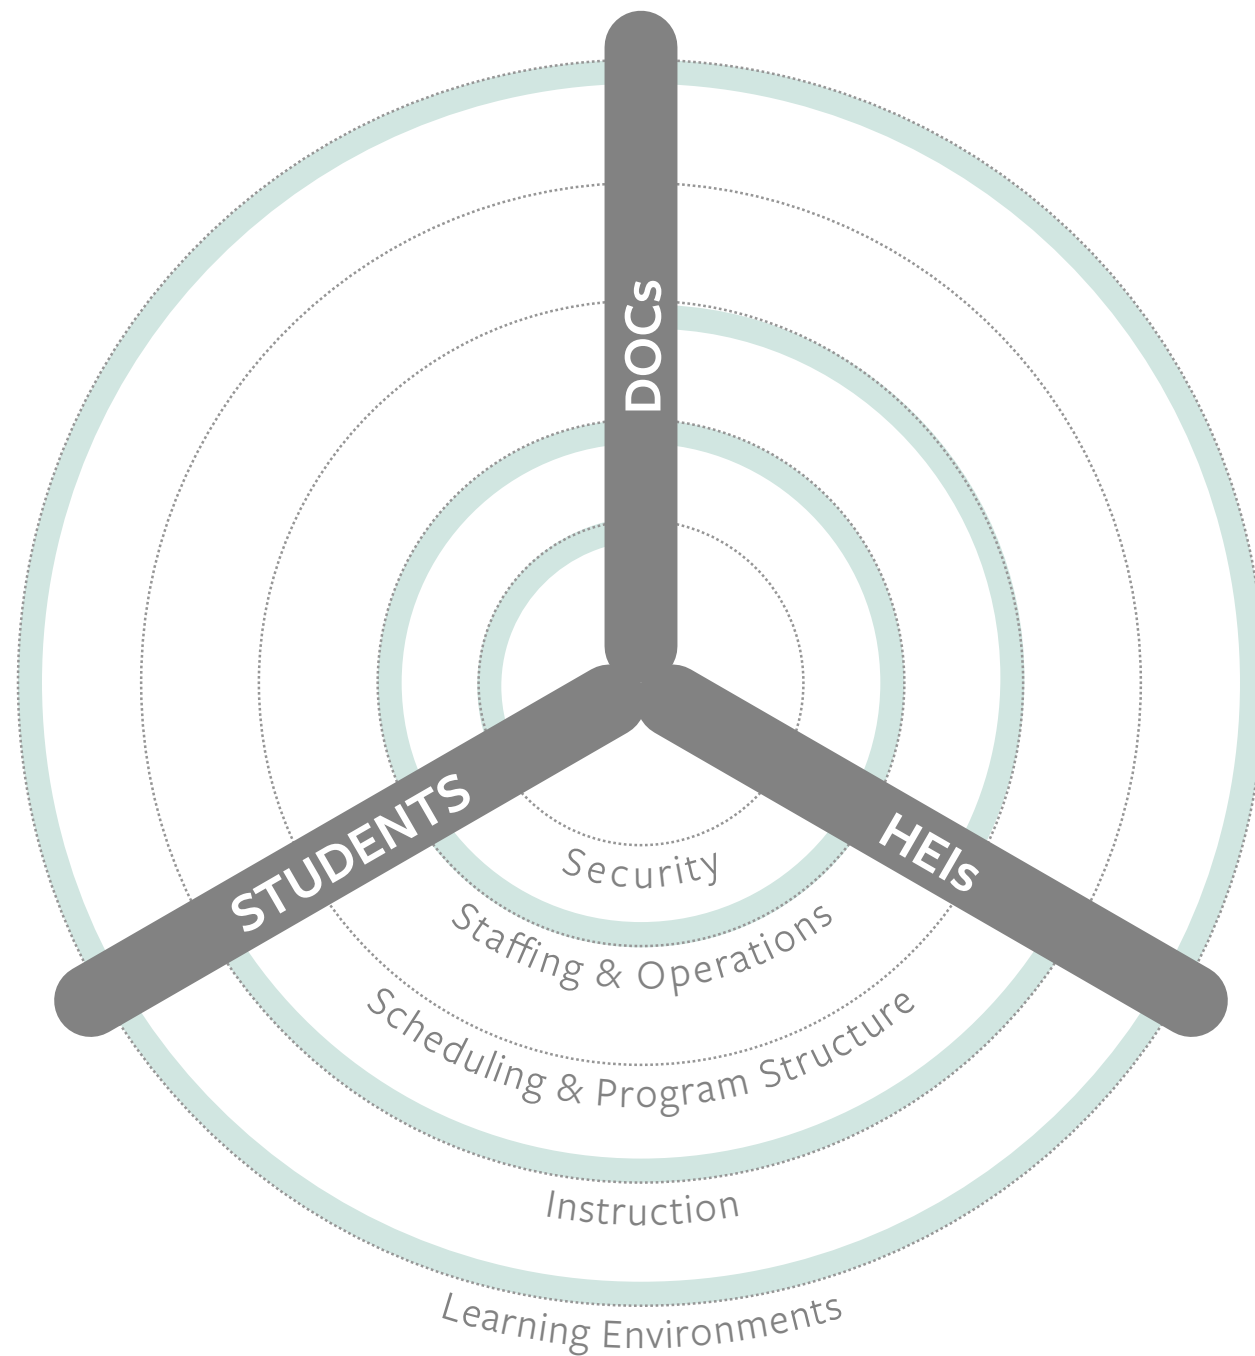 DOCs
STUDENTS
HEIs
Security
Staffing & Operations
Scheduling & Program Structure
Instruction
Learning Environments